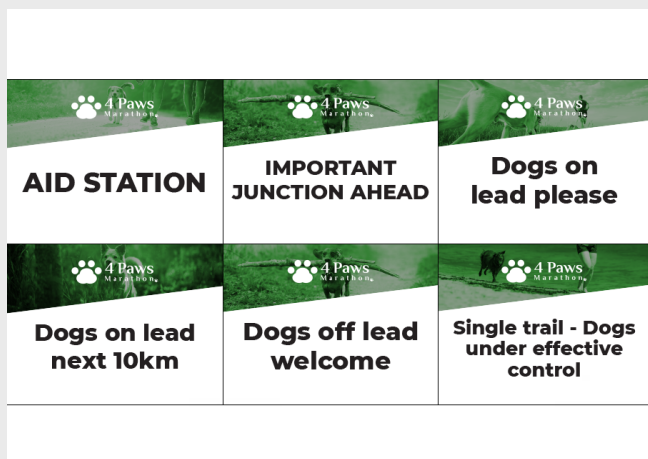 4 Paws
Marathon
AID STATION
4 Paws
Marathon
IMPORTANT
JUNCTION AHEAD
4 Paws
Marathon
Dogs on
lead please
4 Paws
Marathon
Dogs on lead
next 10km
4 Paws
Marathon
Dogs off lead
welcome
4 Paws
Marathon
Single trail - Dogs
under effective
control